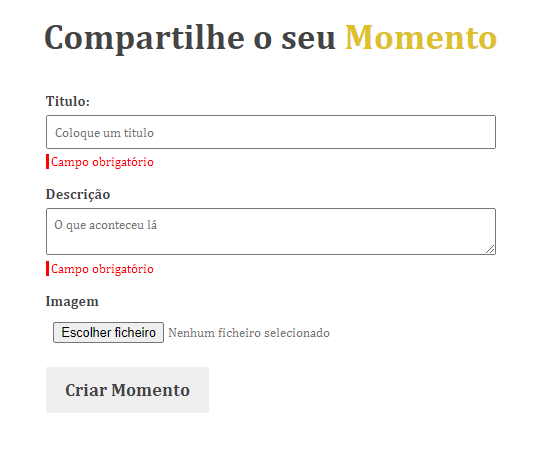 Compartilhe o seu Momento
Titulo:
Coloque um titulo
Campo obrigatório
Descrição
O que aconteceu lá
Campo obrigatório
Imagem
Escolher ficheiro Nenhum ficheiro selecionado
Criar Momento